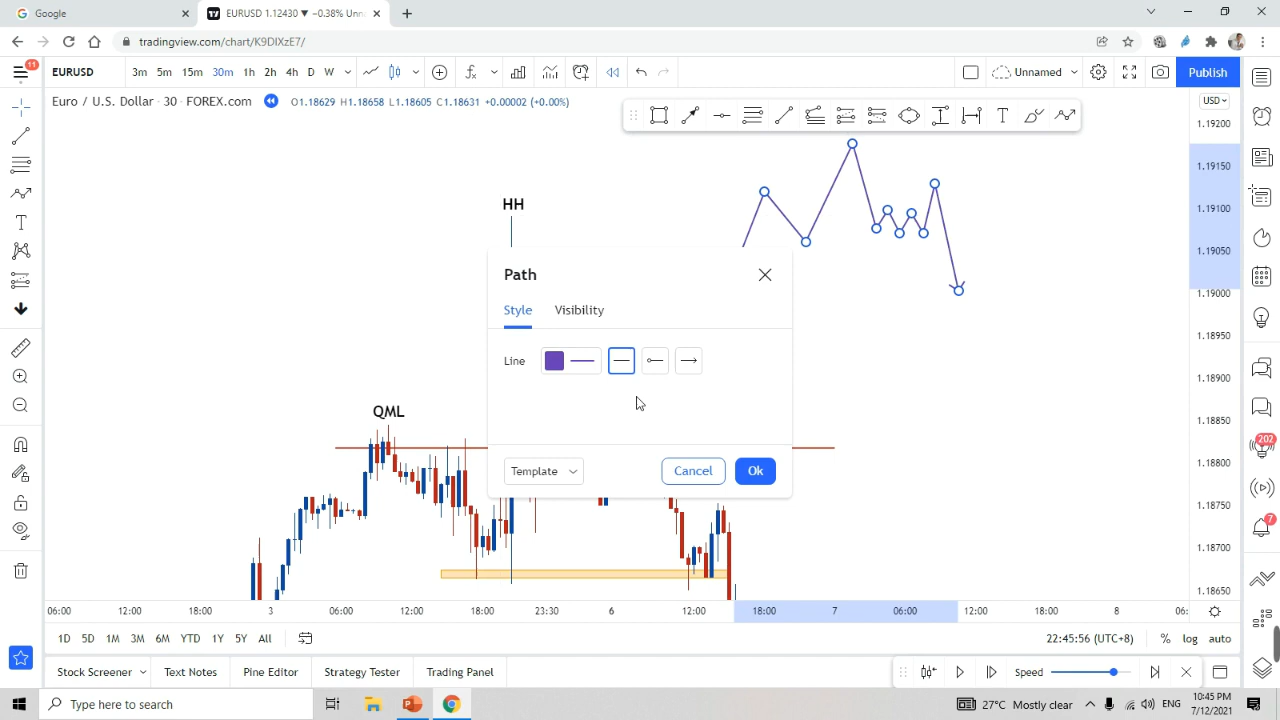 Google
EURUSD 1.12430 ▼ −0.38% Unn
tradingview.com/chart/K9DIXzE7/
11
EURUSD
3m 5m 15m 30m 1h 2h 4h D W
Unnamed
Publish
Euro / U.S. Dollar · 30 · FOREX.com
O1.18629 H1.18658 L1.18605 C1.18631 +0.00002 (+0.00%)
USD
1.19200
1.19150
1.19100
1.19050
1.19000
1.18950
1.18900
1.18850
1.18800
1.18750
1.18700
1.18650
HH
QML
Path
Style Visibility
Line
Template
Cancel
Ok
202
7
06:00 12:00 18:00 3 06:00 12:00 18:00 23:30 6 12:00 18:00 7 06:00 12:00 18:00 8 06:
1D 5D 1M 3M 6M YTD 1Y 5Y All
22:45:56 (UTC+8) % log auto
Stock Screener Text Notes Pine Editor Strategy Tester Trading Panel
Speed
Type here to search
27°C Mostly clear
ENG
10:45 PM
7/12/2021